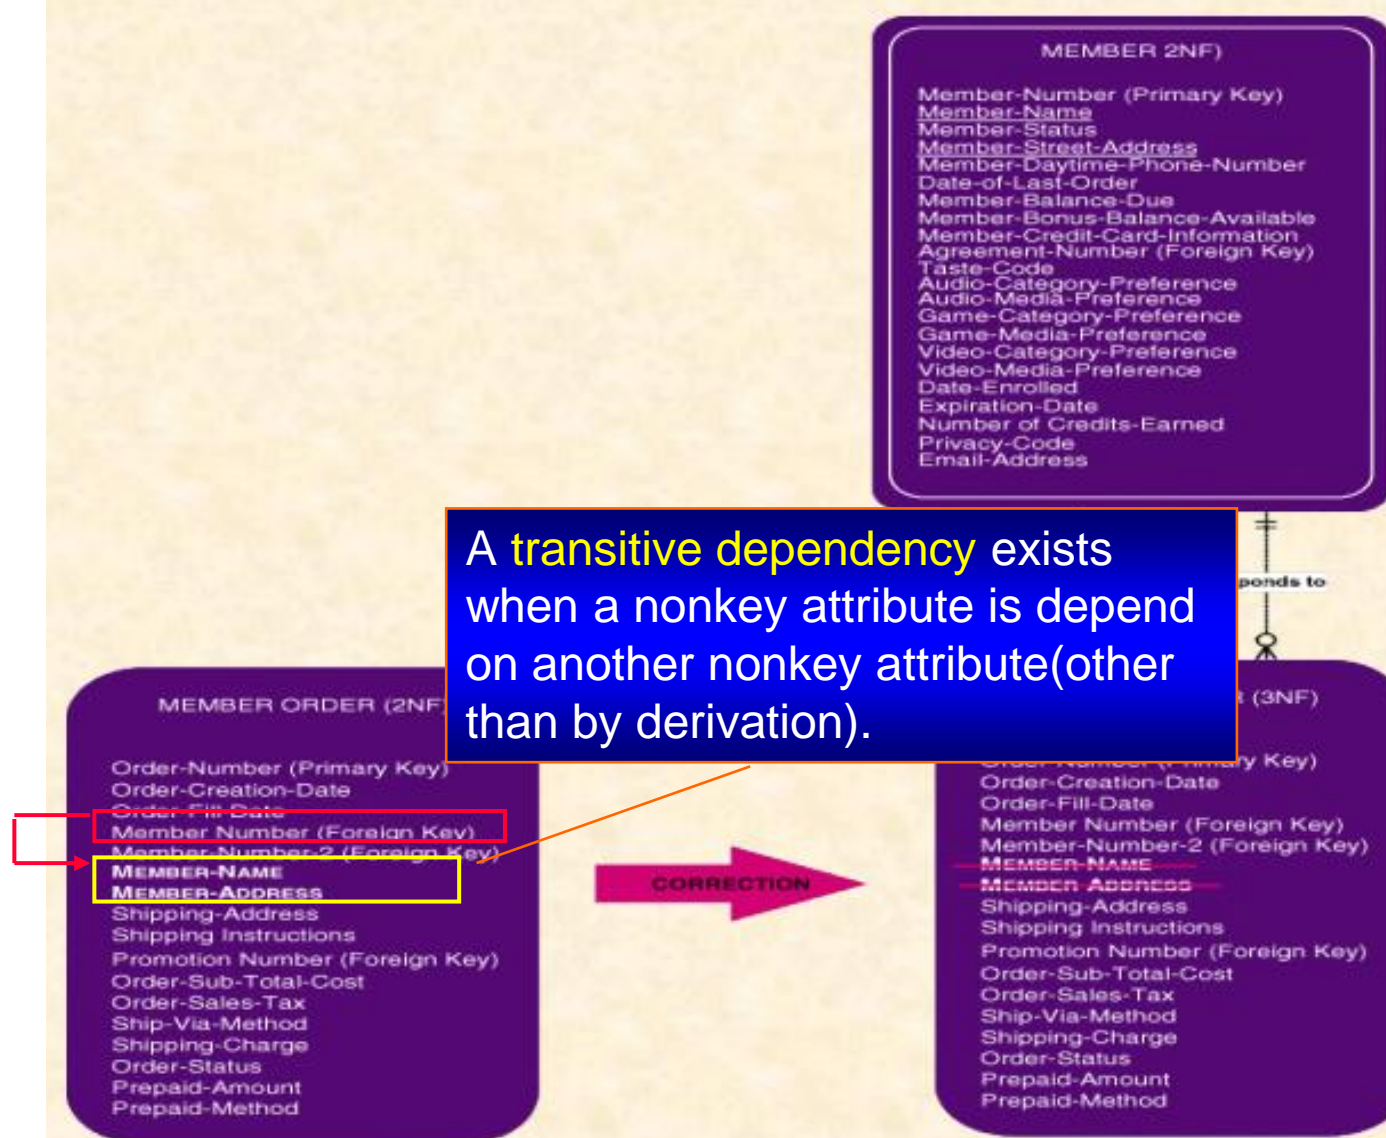 MEMBER 2NF)
Member-Number (Primary Key)
Member-Name
Member-Status
Member-Street-Address
Member-Daytime-Phone-Number
Date-of-Last-Order
Member-Balance-Due
Member-Bonus-Balance-Available
Member-Credit-Card-Information
Agreement-Number (Foreign Key)
Taste-Code
Audio-Category-Preference
Audio-Media-Preference
Game-Category-Preference
Game-Media-Preference
Video-Category-Preference
Video-Media-Preference
Date-Enrolled
Expiration-Date
Number of Credits-Earned
Privacy-Code
Email-Address
ponds to
A transitive dependency exists
when a nonkey attribute is depend
on another nonkey attribute(other
than by derivation).
MEMBER ORDER (2NF)
Order-Number (Primary Key)
Order-Creation-Date
Order-Fill-Date
Member Number (Foreign Key)
Member-Number-2 (Foreign Key)
MEMBER-NAME
MEMBER-ADDRESS
Shipping-Address
Shipping Instructions
Promotion Number (Foreign Key)
Order-Sub-Total-Cost
Order-Sales-Tax
Ship-Via-Method
Shipping-Charge
Order-Status
Prepaid-Amount
Prepaid-Method
CORRECTION
(3NF)
Order-Number (Primary Key)
Order-Creation-Date
Order-Fill-Date
Member Number (Foreign Key)
Member-Number-2 (Foreign Key)
MEMBER-NAME
MEMBER-ADDRESS
Shipping-Address
Shipping Instructions
Promotion Number (Foreign Key)
Order-Sub-Total-Cost
Order-Sales-Tax
Ship-Via-Method
Shipping-Charge
Order-Status
Prepaid-Amount
Prepaid-Method